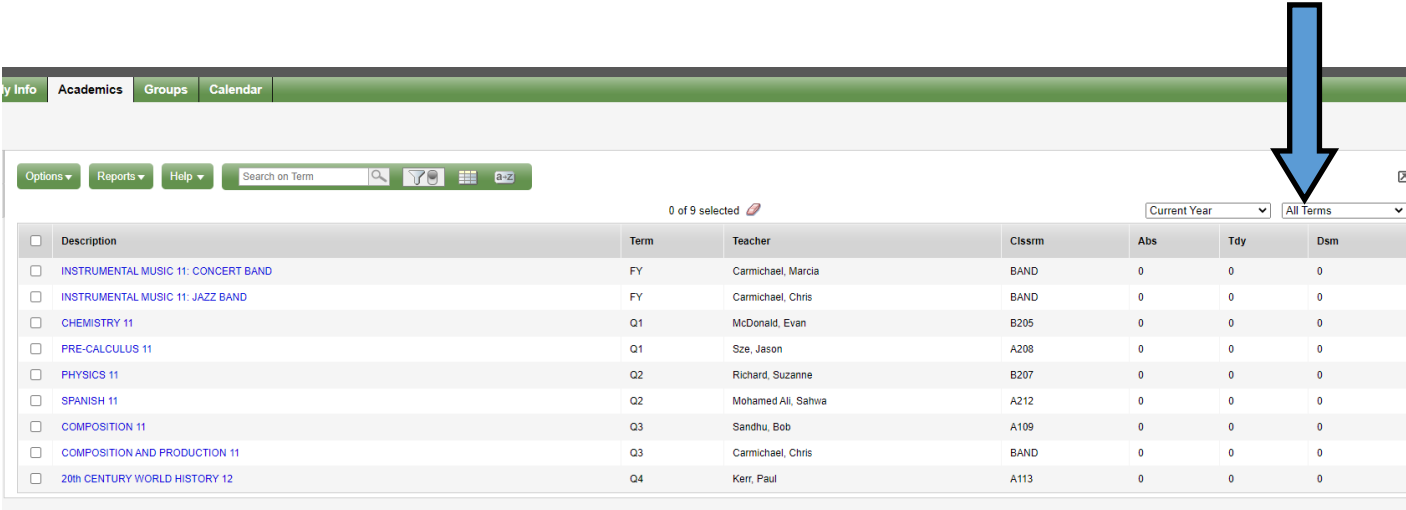 ly Info Academics Groups Calendar
Options Reports Help Search on Term a-z
0 of 9 selected Current Year All Terms
Description Term Teacher Clssrm Abs Tdy Dsm
INSTRUMENTAL MUSIC 11: CONCERT BAND FY Carmichael, Marcia BAND 0 0 0
INSTRUMENTAL MUSIC 11: JAZZ BAND FY Carmichael, Chris BAND 0 0 0
CHEMISTRY 11 Q1 McDonald, Evan B205 0 0 0
PRE-CALCULUS 11 Q1 Sze, Jason A208 0 0 0
PHYSICS 11 Q2 Richard, Suzanne B207 0 0 0
SPANISH 11 Q2 Mohamed Ali, Sahwa A212 0 0 0
COMPOSITION 11 Q3 Sandhu, Bob A109 0 0 0
COMPOSITION AND PRODUCTION 11 Q3 Carmichael, Chris BAND 0 0 0
20th CENTURY WORLD HISTORY 12 Q4 Kerr, Paul A113 0 0 0